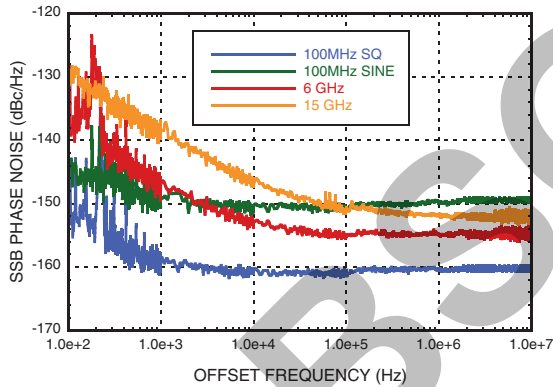 -120
-130
-140
-150
-160
-170
SSB PHASE NOISE (dBc/Hz)
100MHz SQ
100MHz SINE
6 GHz
15 GHz
1.0e+2 1.0e+3 1.0e+4 1.0e+5 1.0e+6 1.0e+7
OFFSET FREQUENCY (Hz)
BSO